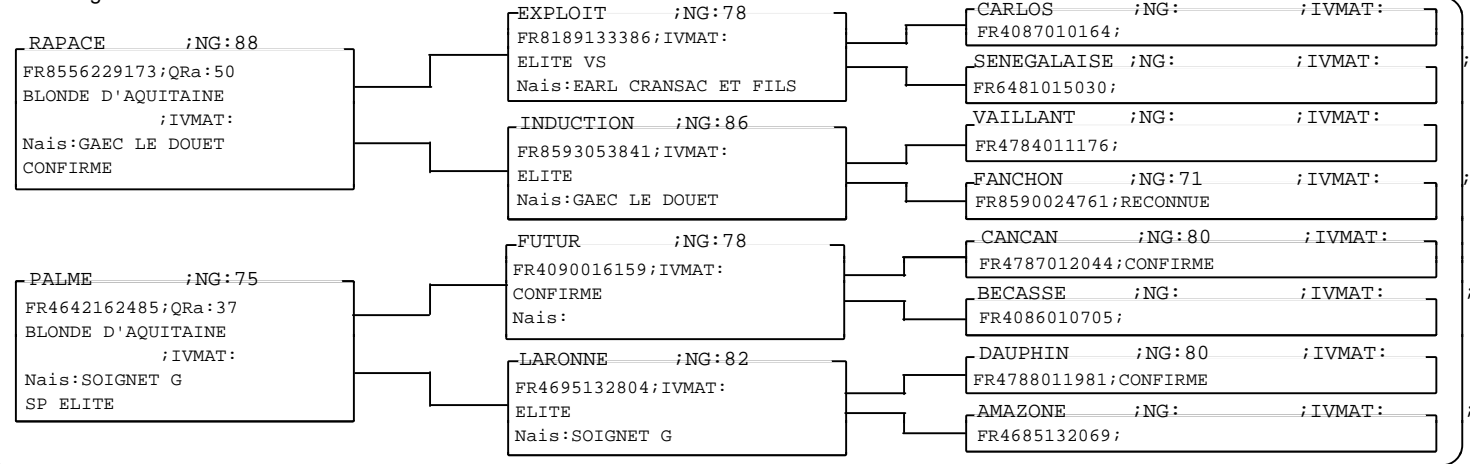 RAPACE ;NG:88
FR8556229173;QRa:50
BLONDE D'AQUITAINE
;IVMAT:
Nais:GAEC LE DOUET
CONFIRME
PALME ;NG:75
FR4642162485;QRa:37
BLONDE D'AQUITAINE
;IVMAT:
Nais:SOIGNET G
SP ELITE
EXPLOIT ;NG:78
FR8189133386;IVMAT:
ELITE VS
Nais:EARL CRANSAC ET FILS
INDUCTION ;NG:86
FR8593053841;IVMAT:
ELITE
Nais:GAEC LE DOUET
FUTUR ;NG:78
FR4090016159;IVMAT:
CONFIRME
Nais:
LARONNE ;NG:82
FR4695132804;IVMAT:
ELITE
Nais:SOIGNET G
CARLOS ;NG: ;IVMAT:
FR4087010164;
SENEGALAISE ;NG: ;IVMAT: ;
FR6481015030;
VAILLANT ;NG: ;IVMAT:
FR4784011176;
FANCHON ;NG:71 ;IVMAT: ;
FR8590024761;RECONNUE
CANCAN ;NG:80 ;IVMAT:
FR4787012044;CONFIRME
BECASSE ;NG: ;IVMAT: ;
FR4086010705;
DAUPHIN ;NG:80 ;IVMAT:
FR4788011981;CONFIRME
AMAZONE ;NG: ;IVMAT: ;
FR4685132069;